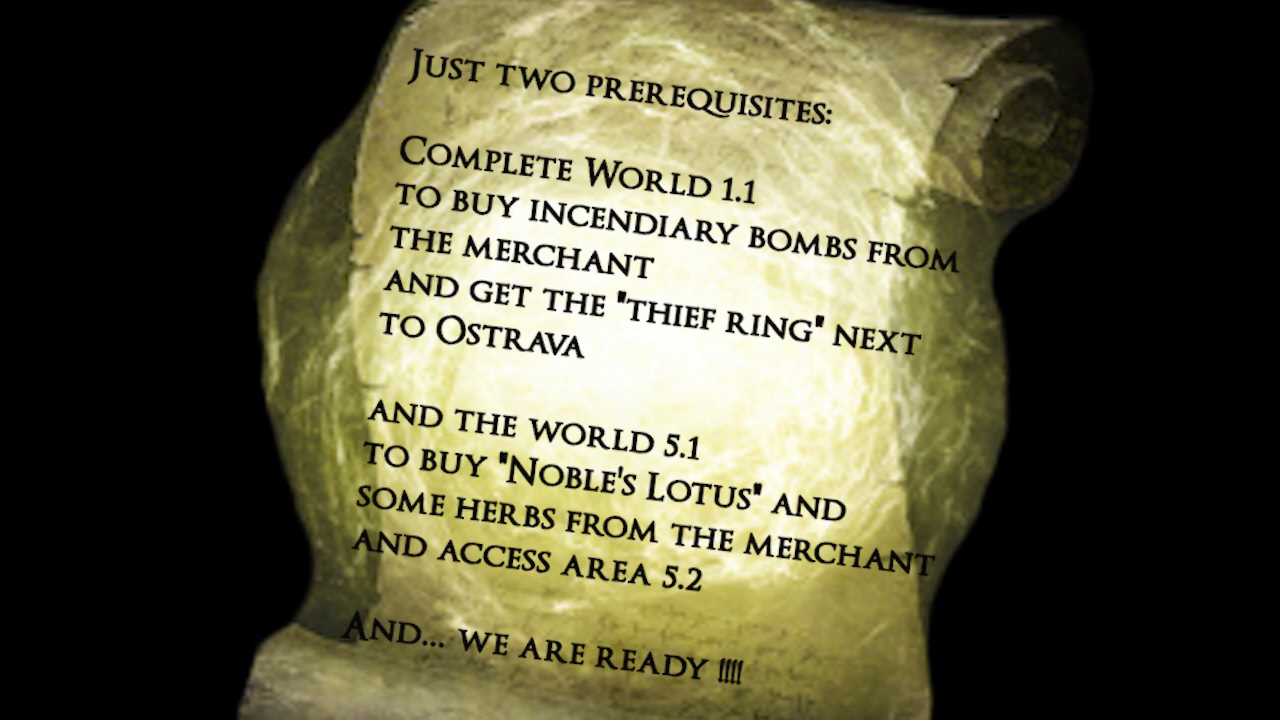 Just two prerequisites:
Complete World 1.1
to buy incendiary bombs from
the merchant
and get the "thief ring" next
to Ostrava
and the world 5.1
to buy "Noble's Lotus" and
some herbs from the merchant
and access area 5.2
And... we are ready !!!!